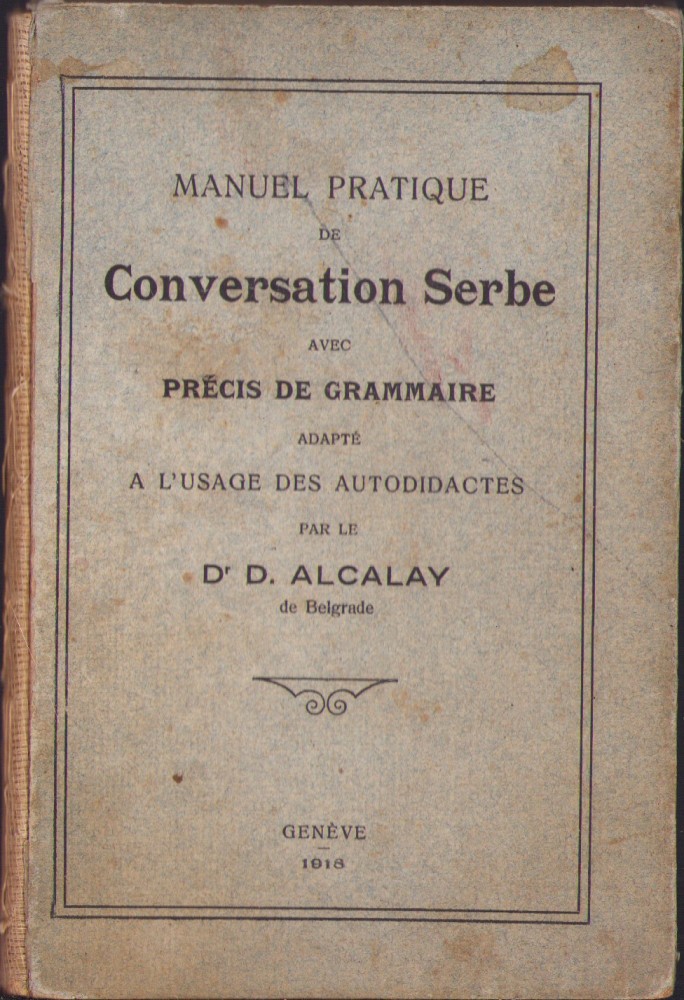 MANUEL PRATIQUE
DE
Conversation Serbe
AVEC
PRÉCIS DE GRAMMAIRE
ADAPTÉ
A L'USAGE DES AUTODIDACTES
PAR LE
Dr D. ALCALAY
de Belgrade
GENÈVE
1918